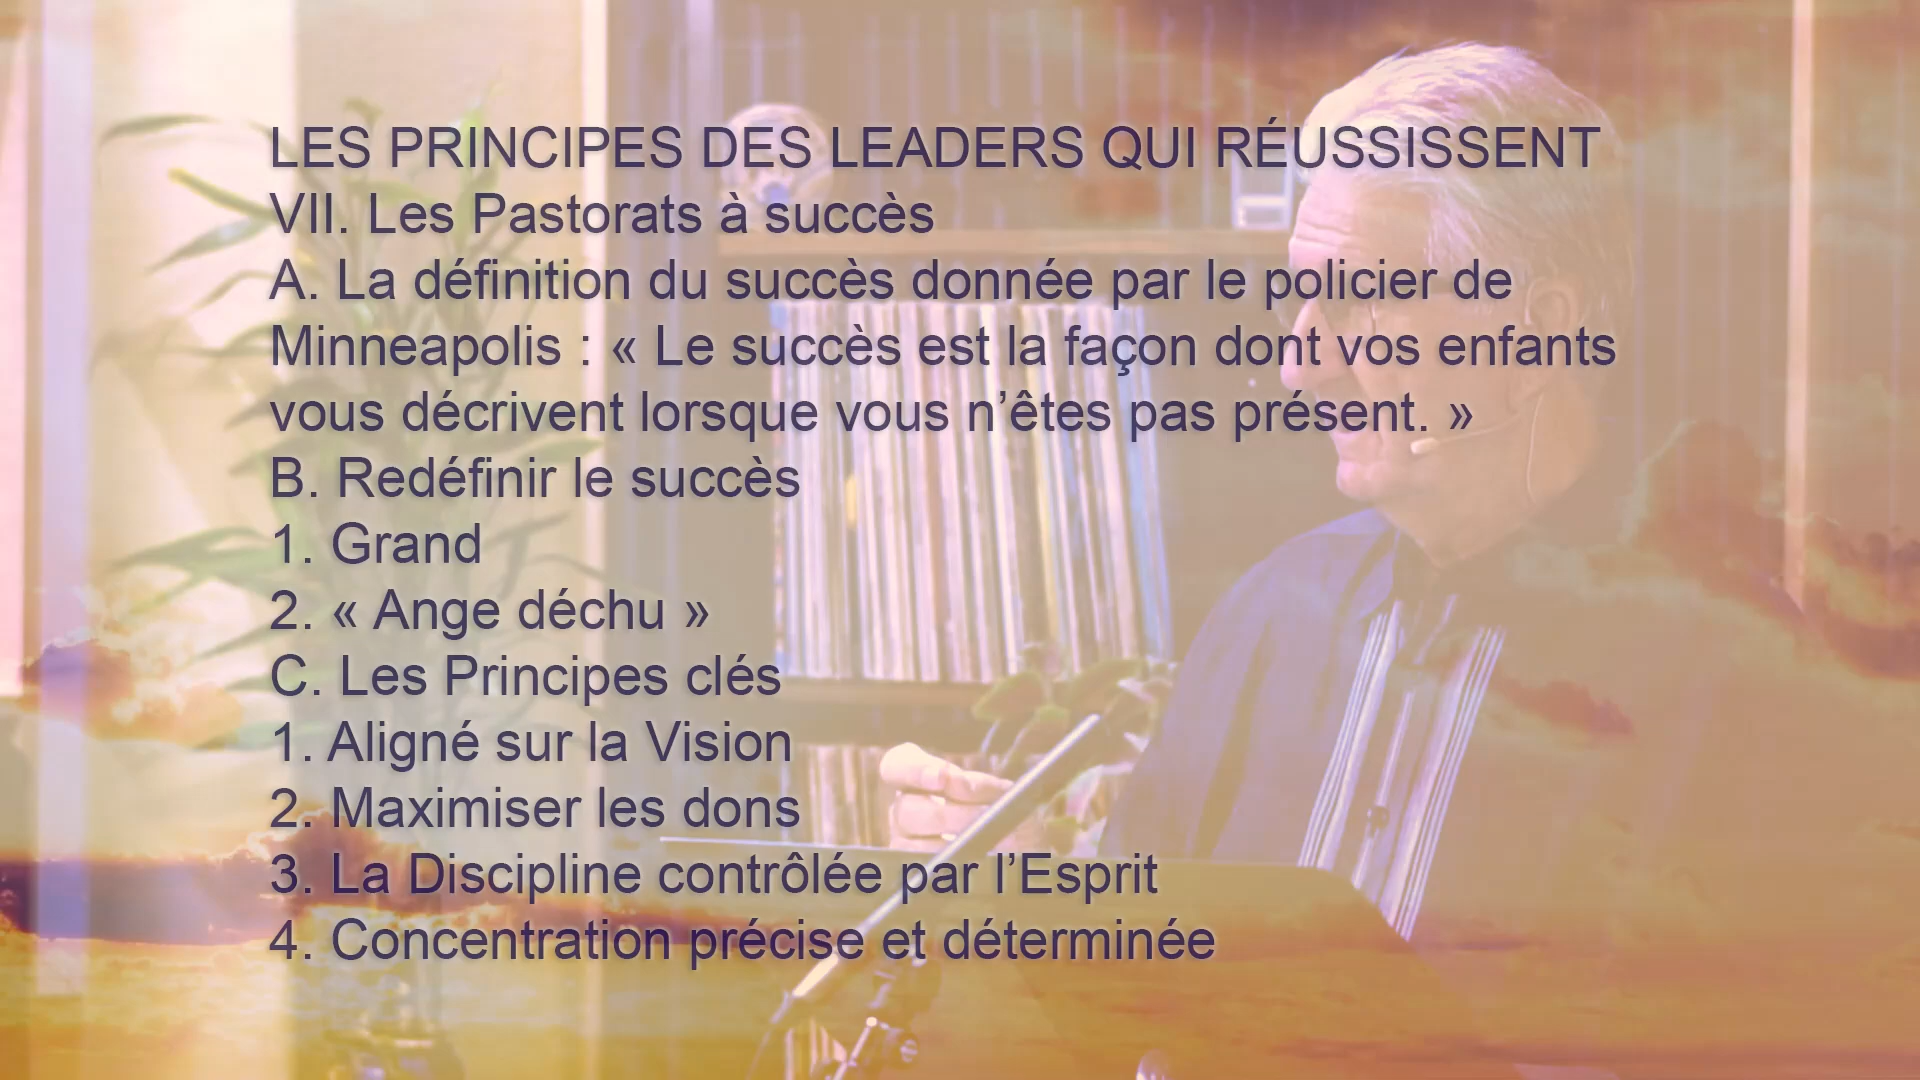 LES PRINCIPES DES LEADERS QUI RÉUSSISSENT
VII. Les Pastorats à succès
A. La définition du succès donnée par le policier de
Minneapolis : « Le succès est la façon dont vos enfants
vous décrivent lorsque vous n’êtes pas présent. »
B. Redéfinir le succès
1. Grand
2. « Ange déchu »
C. Les Principes clés
1. Aligné sur la Vision
2. Maximiser les dons
3. La Discipline contrôlée par l’Esprit
4. Concentration précise et déterminée